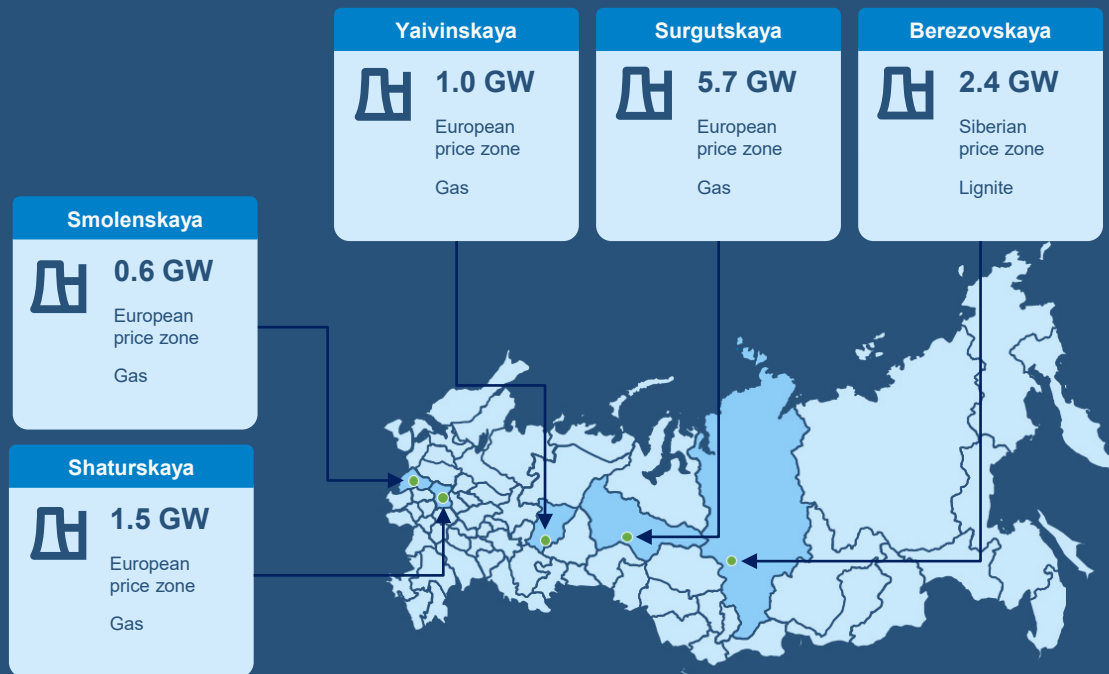 Yaivinskaya
1.0 GW
European
price zone
Gas
Surgutskaya
5.7 GW
European
price zone
Gas
Berezovskaya
2.4 GW
Siberian
price zone
Lignite
Smolenskaya
0.6 GW
European
price zone
Gas
Shaturskaya
1.5 GW
European
price zone
Gas